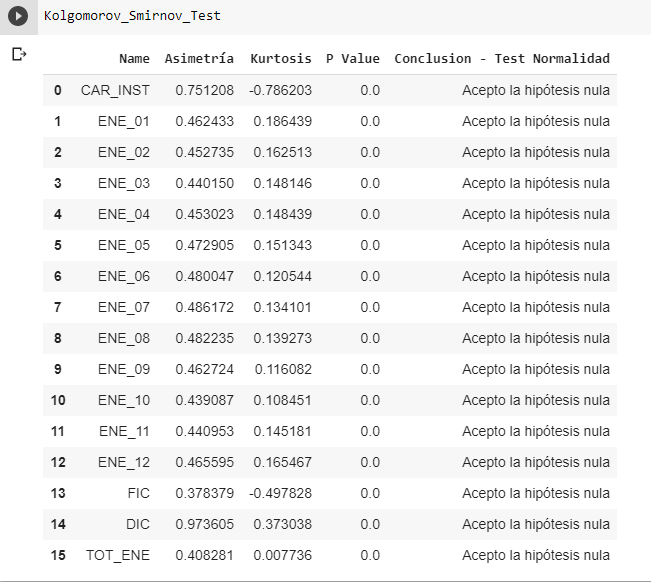 Kolgomorov_Smirnov_Test
Name Asimetría Kurtosis P Value Conclusion - Test Normalidad
0 CAR_INST 0.751208 -0.786203 0.0 Acepto la hipótesis nula
1 ENE_01 0.462433 0.186439 0.0 Acepto la hipótesis nula
2 ENE_02 0.452735 0.162513 0.0 Acepto la hipótesis nula
3 ENE_03 0.440150 0.148146 0.0 Acepto la hipótesis nula
4 ENE_04 0.453023 0.148439 0.0 Acepto la hipótesis nula
5 ENE_05 0.472905 0.151343 0.0 Acepto la hipótesis nula
6 ENE_06 0.480047 0.120544 0.0 Acepto la hipótesis nula
7 ENE_07 0.486172 0.134101 0.0 Acepto la hipótesis nula
8 ENE_08 0.482235 0.139273 0.0 Acepto la hipótesis nula
9 ENE_09 0.462724 0.116082 0.0 Acepto la hipótesis nula
10 ENE_10 0.439087 0.108451 0.0 Acepto la hipótesis nula
11 ENE_11 0.440953 0.145181 0.0 Acepto la hipótesis nula
12 ENE_12 0.465595 0.165467 0.0 Acepto la hipótesis nula
13 FIC 0.378379 -0.497828 0.0 Acepto la hipótesis nula
14 DIC 0.973605 0.373038 0.0 Acepto la hipótesis nula
15 TOT_ENE 0.408281 0.007736 0.0 Acepto la hipótesis nula